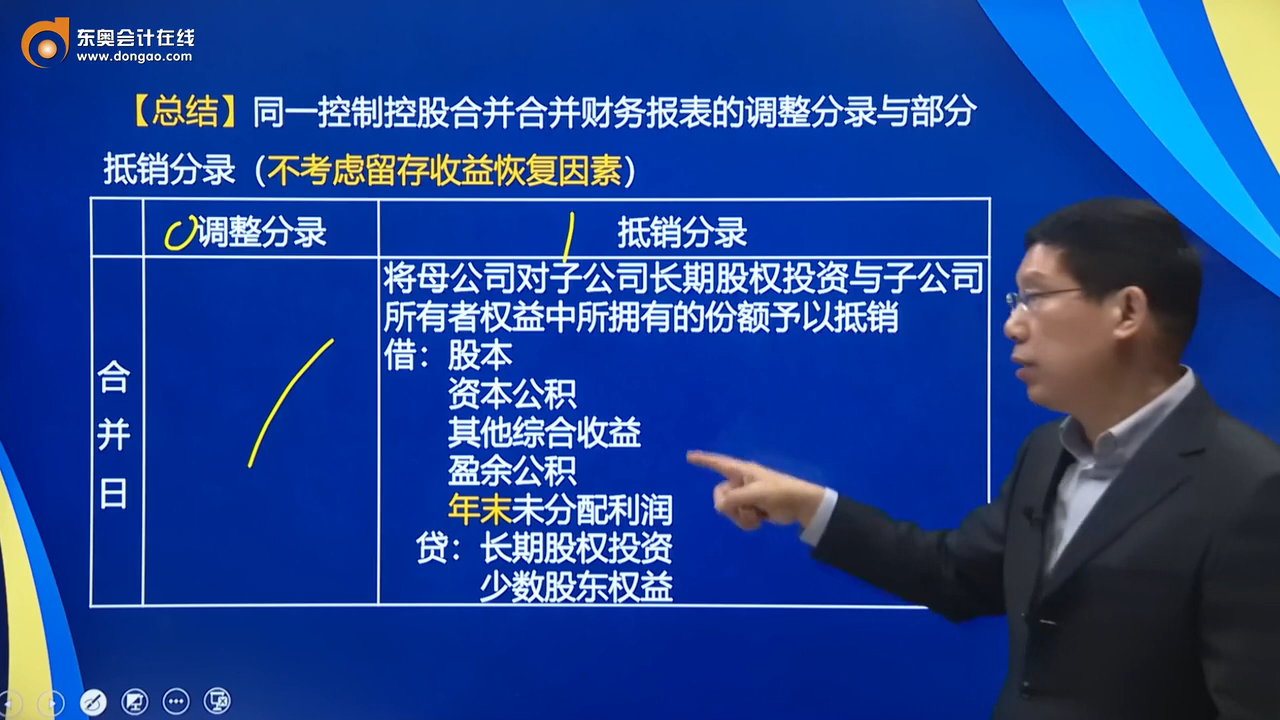 东奥会计在线
www.dongao.com
【总结】同一控制控股合并合并财务报表的调整分录与部分
抵销分录（不考虑留存收益恢复因素）
0调整分录
1 抵销分录
合并日
将母公司对子公司长期股权投资与子公司
所有者权益中所拥有的份额予以抵销
借：股本
资本公积
其他综合收益
盈余公积
年末未分配利润
贷：长期股权投资
少数股东权益